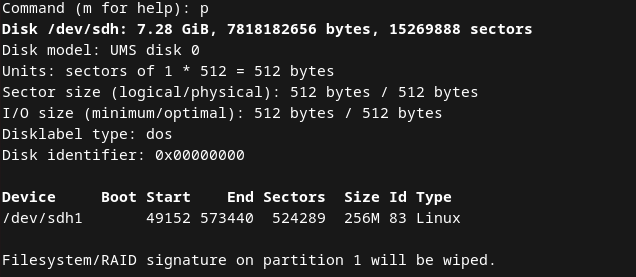 Command (m for help): p
Disk /dev/sdh: 7.28 GiB, 7818182656 bytes, 15269888 sectors
Disk model: UMS disk 0
Units: sectors of 1 * 512 = 512 bytes
Sector size (logical/physical): 512 bytes / 512 bytes
I/O size (minimum/optimal): 512 bytes / 512 bytes
Disklabel type: dos
Disk identifier: 0x00000000
Device     Boot Start    End Sectors  Size Id Type
/dev/sdh1       49152 573440  524289  256M 83 Linux
Filesystem/RAID signature on partition 1 will be wiped.